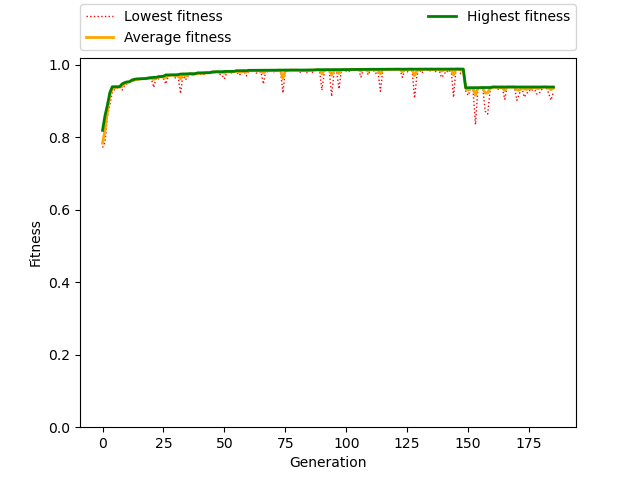 Lowest fitness
Average fitness
Highest fitness
1.0
0.8
0.6
0.4
0.2
0.0
Fitness
0 25 50 75 100 125 150 175
Generation